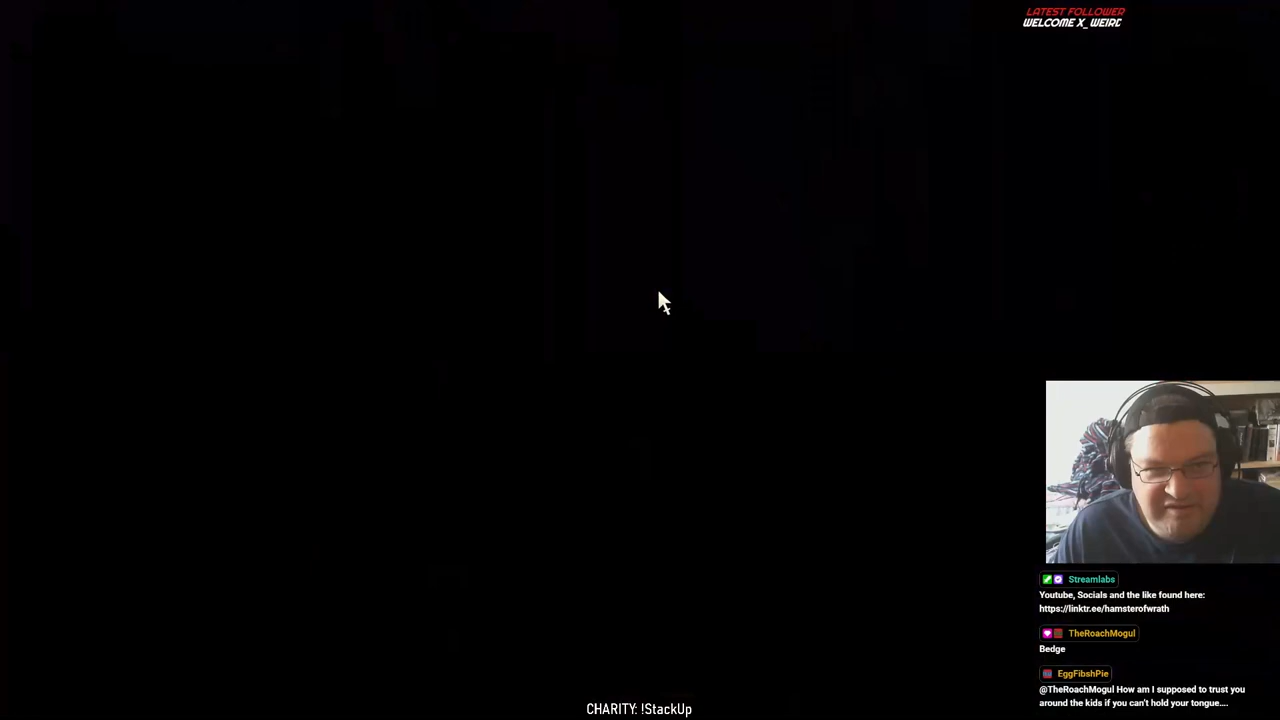 LATEST FOLLOWER
WELCOME X_WEIRD
Streamlabs
Youtube, Socials and the like found here:
https://linktr.ee/hamsterofwrath
TheRoachMogul
Bedge
EggFibshPie
@TheRoachMogul How am I supposed to trust you
around the kids if you can't hold your tongue....
CHARITY: !StackUp